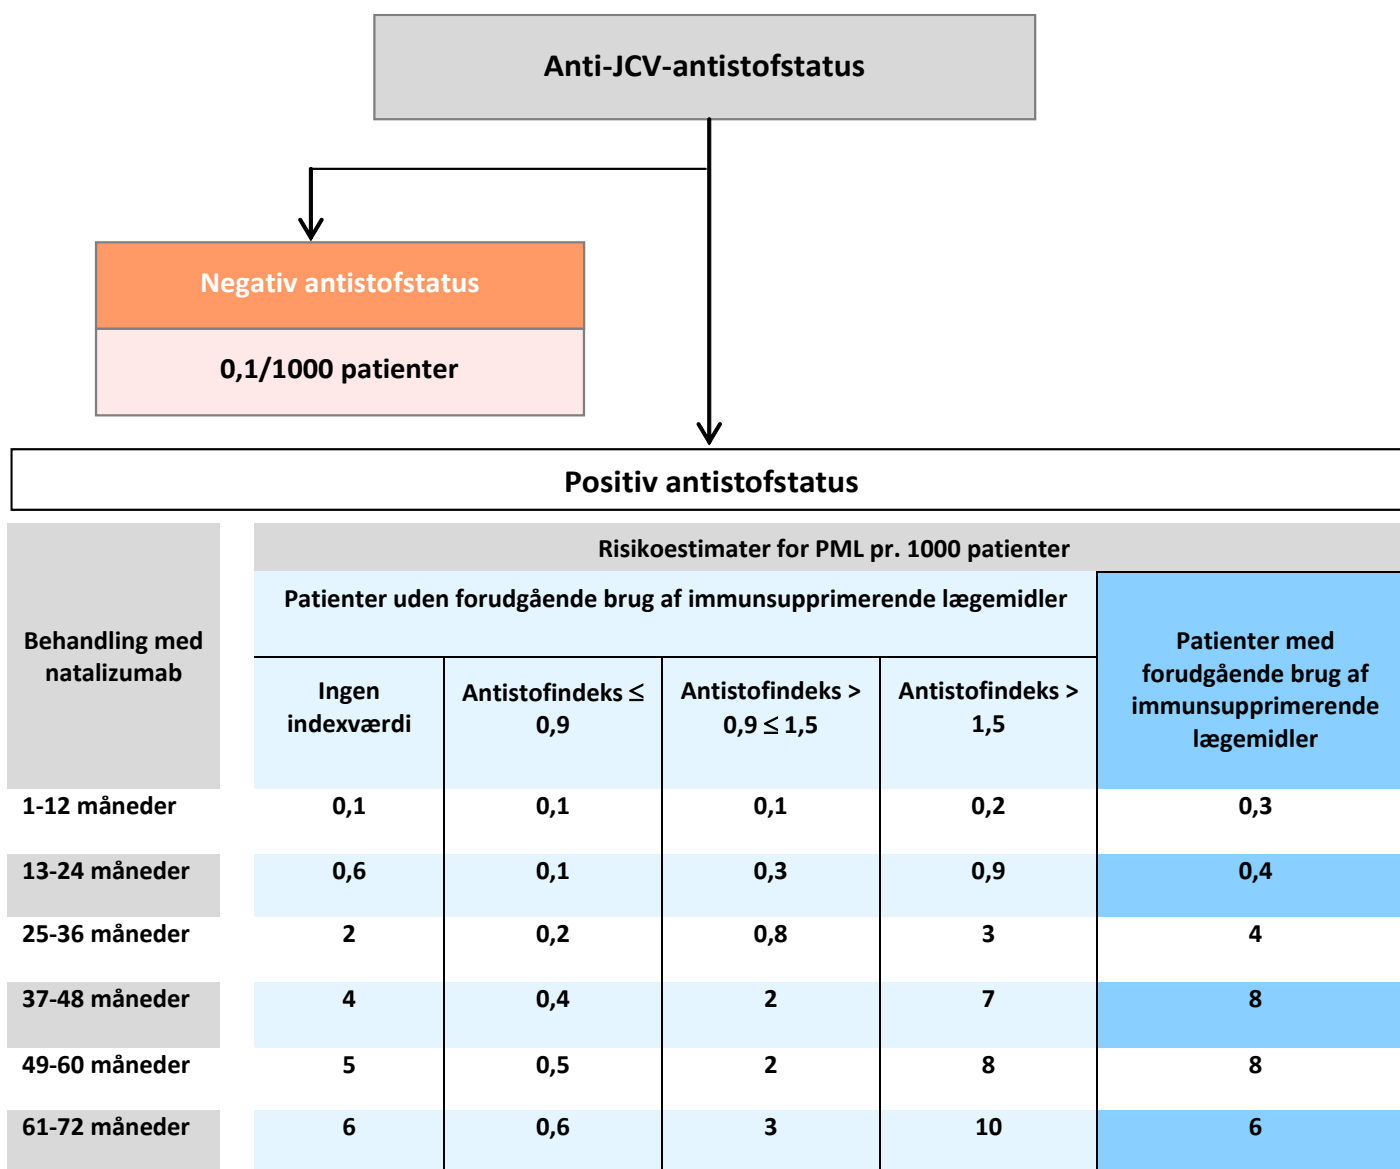 Anti-JCV-antistofstatus
Negativ antistofstatus
0,1/1000 patienter
Positiv antistofstatus
Behandling med
natalizumab
Risikoestimater for PML pr. 1000 patienter
Patienter uden forudgående brug af immunsupprimerende lægemidler
Patienter med
forudgående brug af
immunsupprimerende
lægemidler
Ingen
indexværdi
Antistofindeks ≤
0,9
Antistofindeks >
0,9 ≤ 1,5
Antistofindeks >
1,5
1-12 måneder 0,1 0,1 0,1 0,2 0,3
13-24 måneder 0,6 0,1 0,3 0,9 0,4
25-36 måneder 2 0,2 0,8 3 4
37-48 måneder 4 0,4 2 7 8
49-60 måneder 5 0,5 2 8 8
61-72 måneder 6 0,6 3 10 6